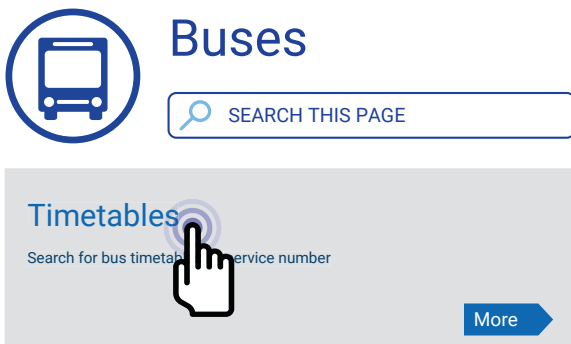 Buses
SEARCH THIS PAGE
Timetables
Search for bus service number
More